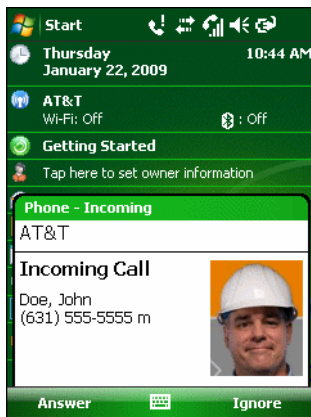 Start
Thursday
10:44 AM
January 22, 2009
AT&T
Wi-Fi: Off : Off
Getting Started
Tap here to set owner information
Phone - Incoming
AT&T
Incoming Call
Doe, John
(631) 555-5555 m
Answer Ignore